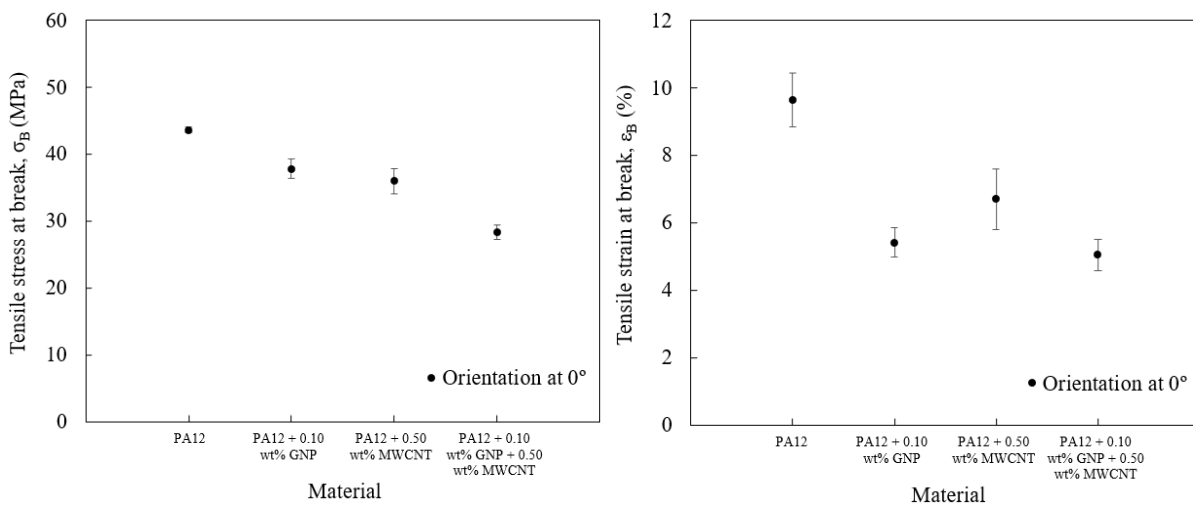 Tensile stress at break, σB (MPa)
60
50
40
30
20
10
0
Orientation at 0°
PA12
PA12 + 0.10
wt% GNP
PA12 + 0.50
wt% MWCNT
PA12 + 0.10
wt% GNP + 0.50
wt% MWCNT
Material
Tensile strain at break, εB (%)
12
10
8
6
4
2
0
Orientation at 0°
PA12
PA12 + 0.10
wt% GNP
PA12 + 0.50
wt% MWCNT
PA12 + 0.10
wt% GNP + 0.50
wt% MWCNT
Material